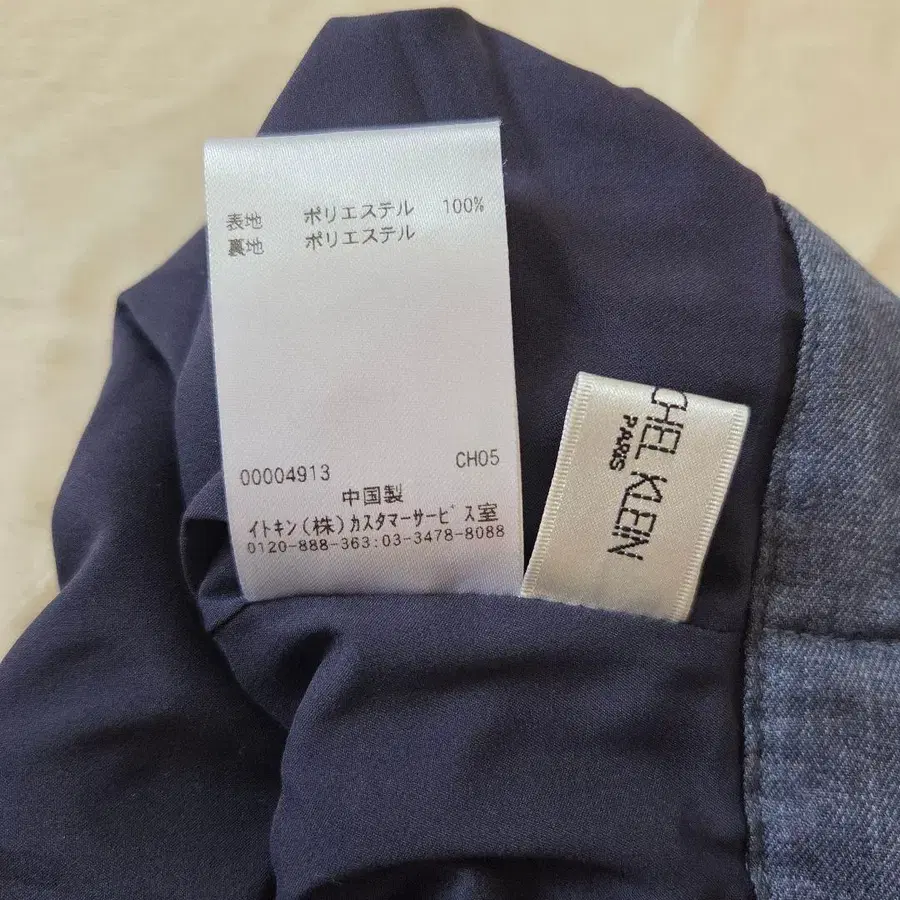 表地 ポリエステル 100%
裏地 ポリエステル
00004913 CH05
中国製
イトキン(株)カスタマーサービス室
0120-888-363:03-3478-8088
CHEL KLEIN
PARIS